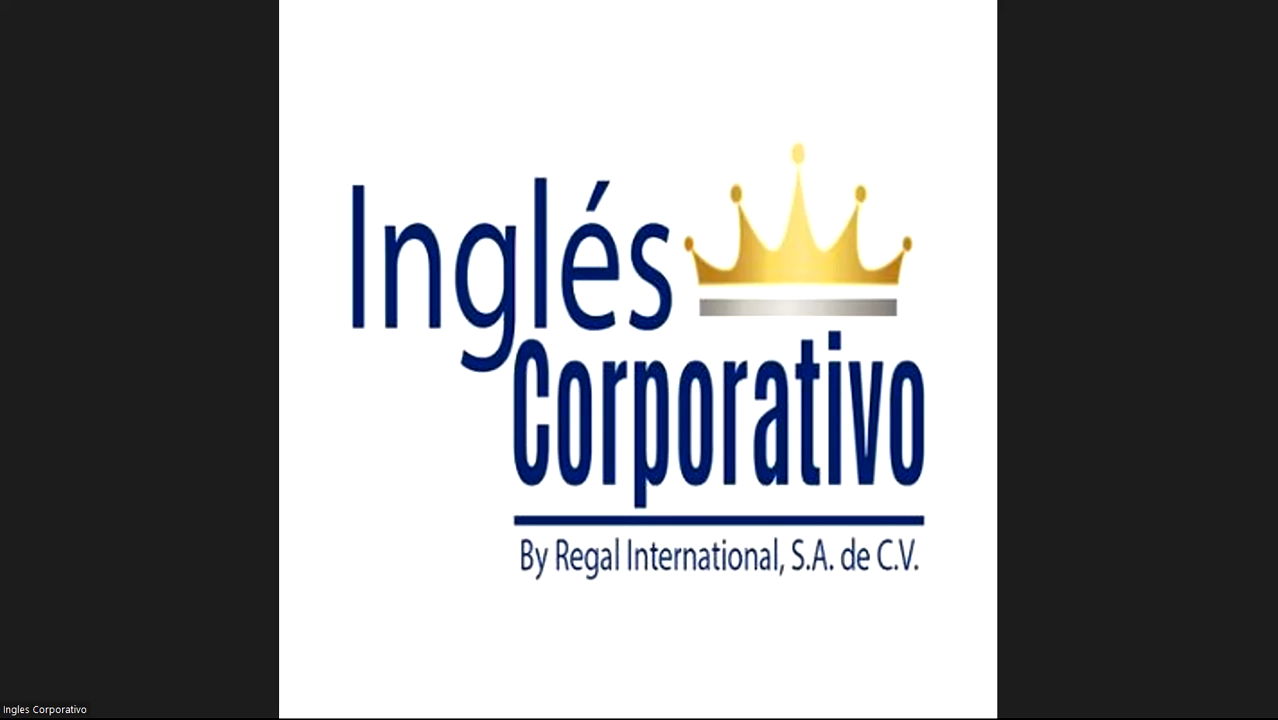 Inglés
Corporativo
By Regal International, S.A. de C.V.
Ingles Corporativo